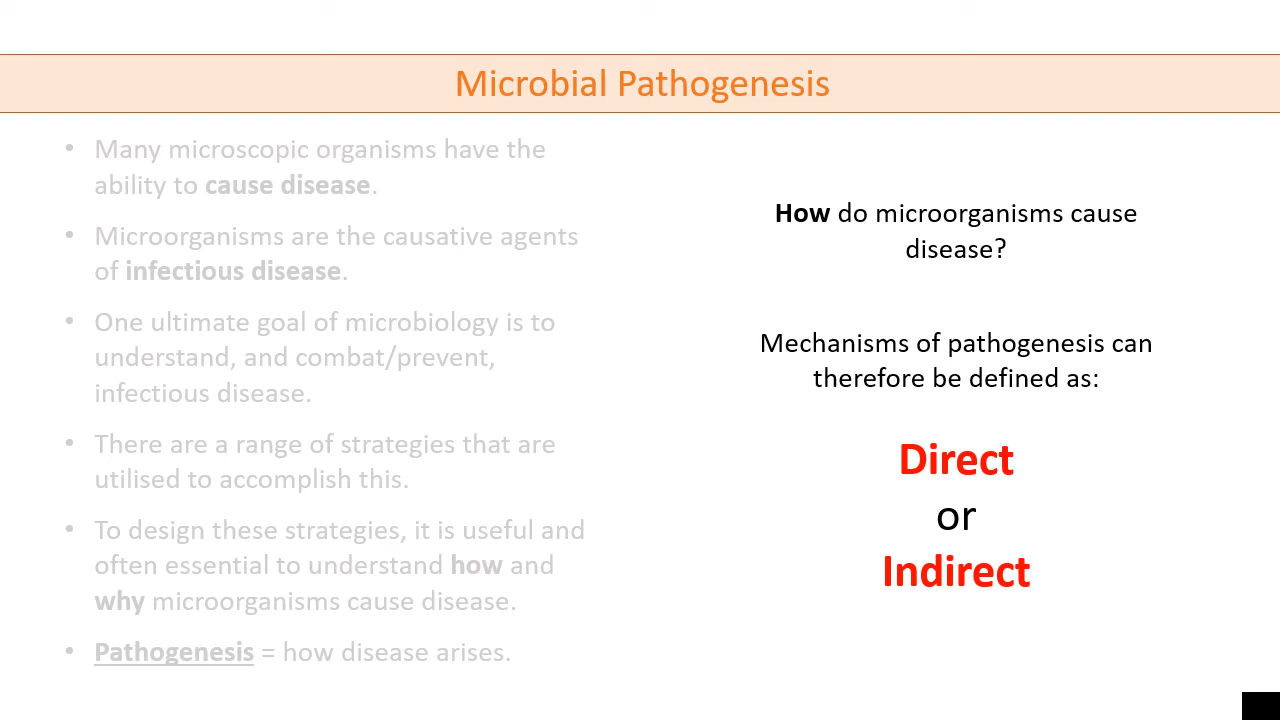 Microbial Pathogenesis
• Many microscopic organisms have the
ability to cause disease.
• Microorganisms are the causative agents
of infectious disease.
• One ultimate goal of microbiology is to
understand, and combat/prevent,
infectious disease.
• There are a range of strategies that are
utilised to accomplish this.
• To design these strategies, it is useful and
often essential to understand how and
why microorganisms cause disease.
• Pathogenesis = how disease arises.
How do microorganisms cause
disease?
Mechanisms of pathogenesis can
therefore be defined as:
Direct
or
Indirect